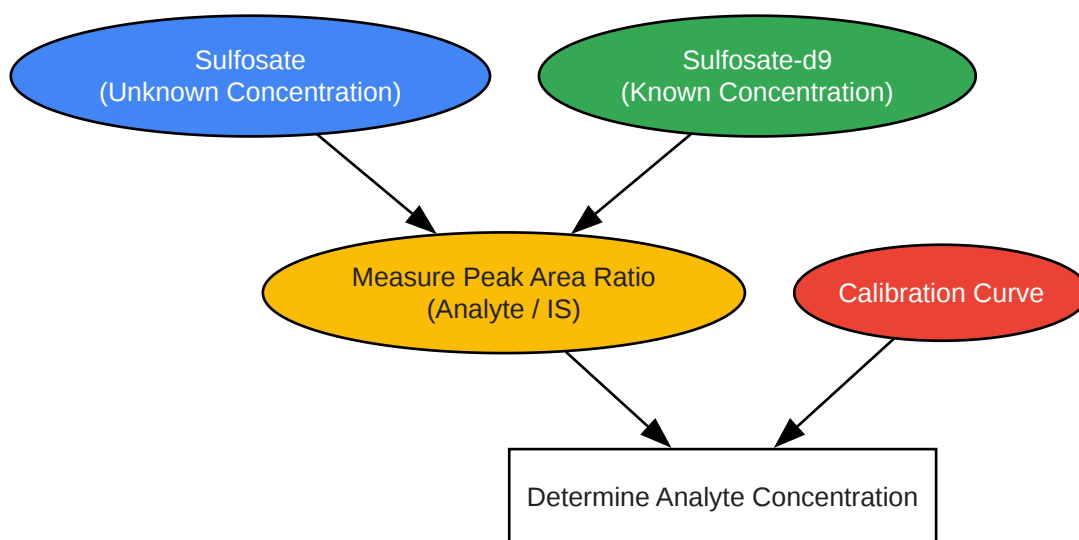 Sulfosate
(Unknown Concentration)
Sulfosate-d9
(Known Concentration)
Measure Peak Area Ratio
(Analyte / IS)
Calibration Curve
Determine Analyte Concentration